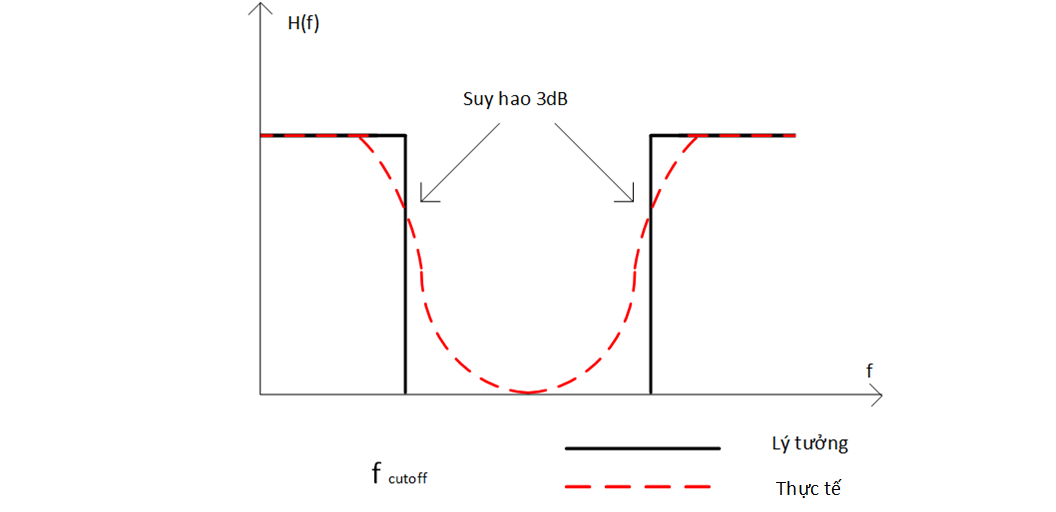 H(f)
Suy hao 3dB
f
Lý tưởng
f cutoff
Thực tế